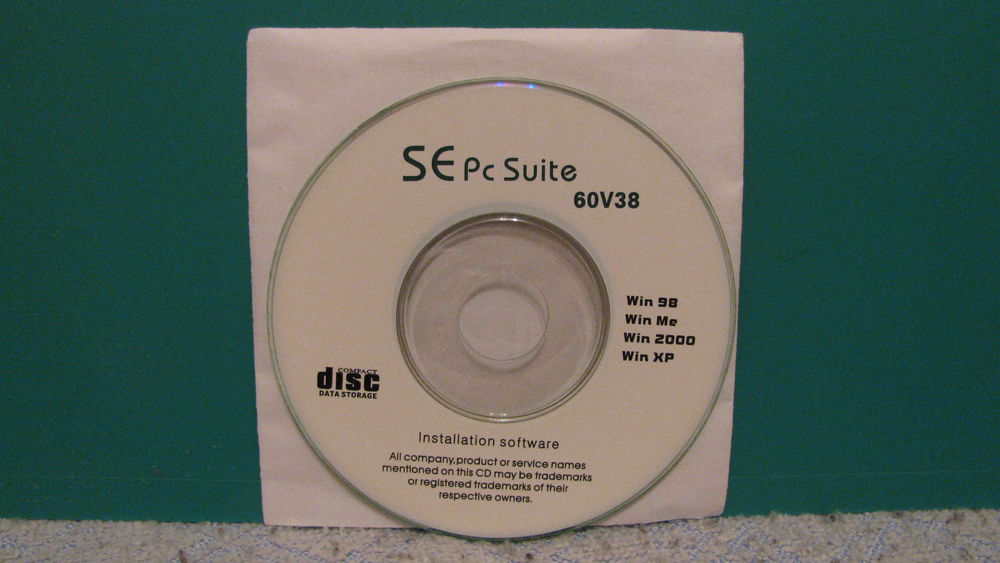 SE Pc Suite
60V38
Win 98
Win Me
Win 2000
Win XP
COMPACT
disc
DATA STORAGE
Installation software
All company,product or service names
mentioned on this CD may be trademarks
or registered trademarks of their
respective owners.